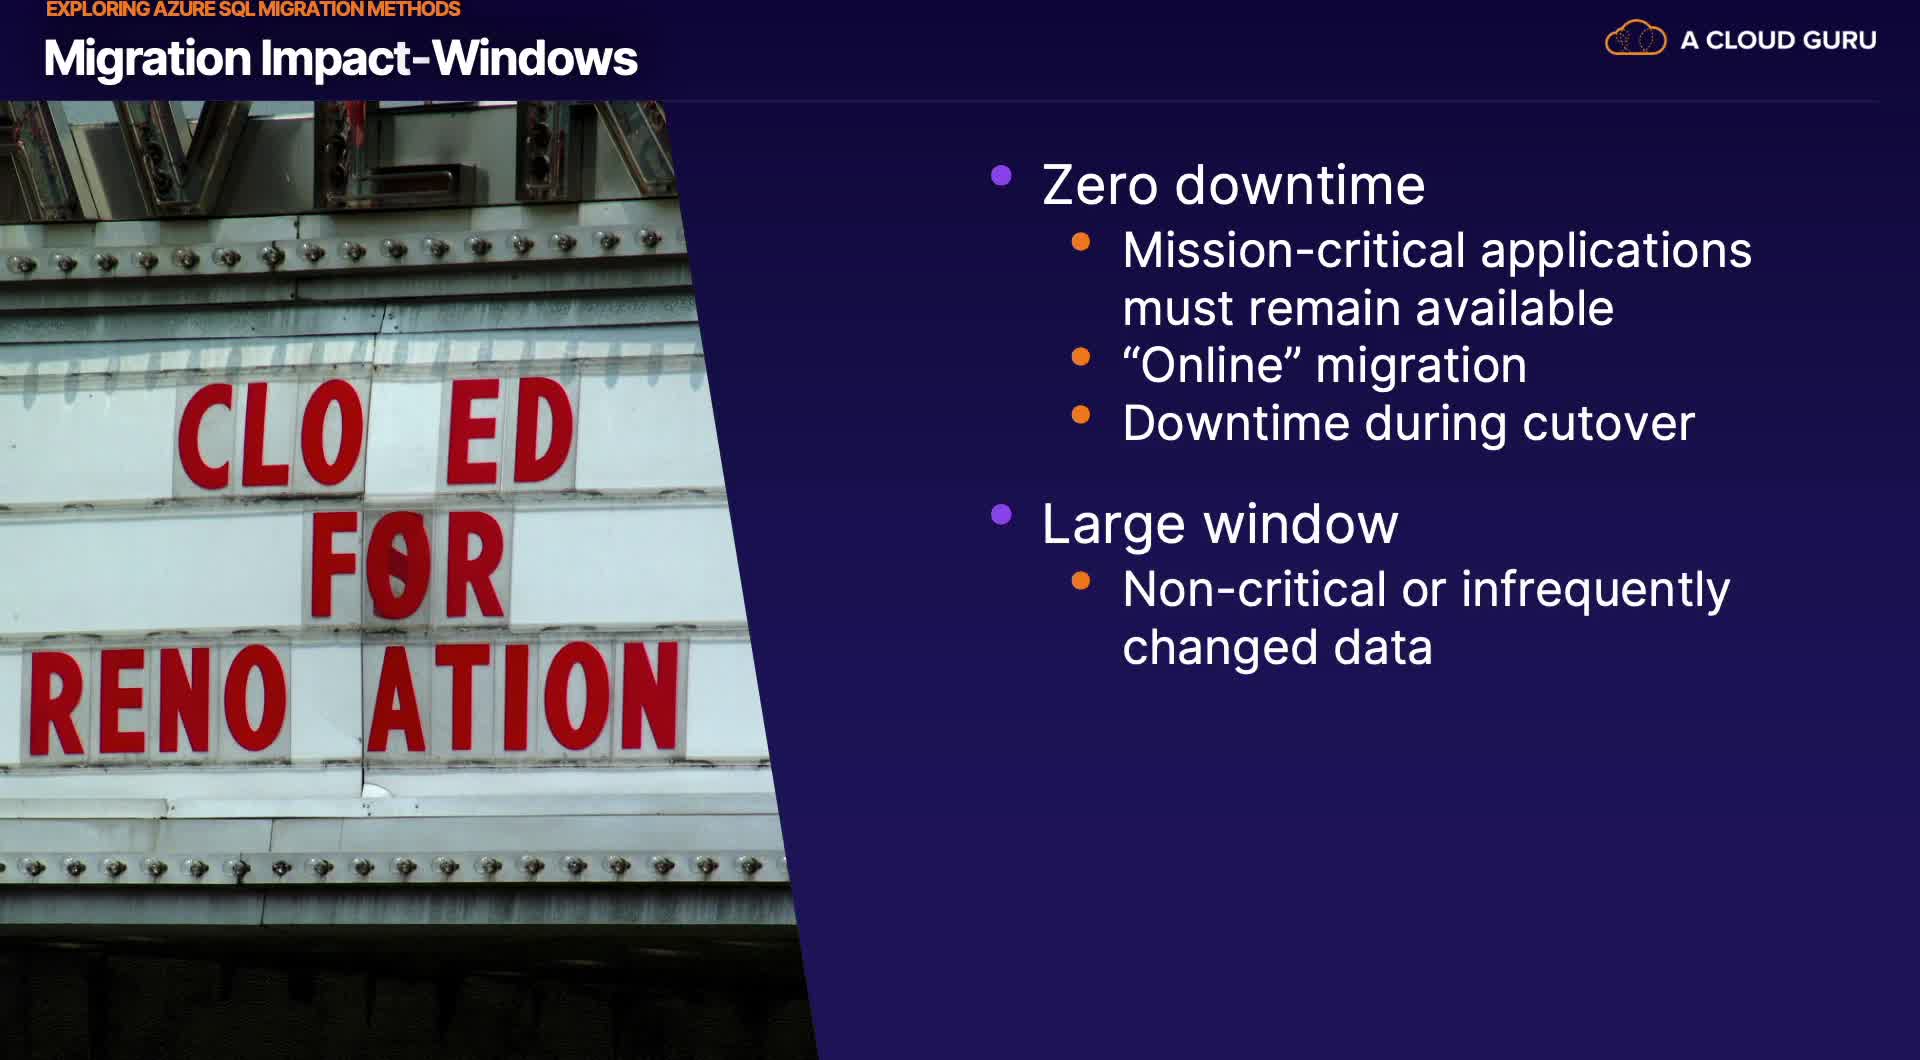 EXPLORING AZURE SQL MIGRATION METHODS
Migration Impact-Windows
A CLOUD GURU
CLO ED
FOR
RENO ATION
Zero downtime
Mission-critical applications
must remain available
“Online” migration
Downtime during cutover
Large window
Non-critical or infrequently
changed data